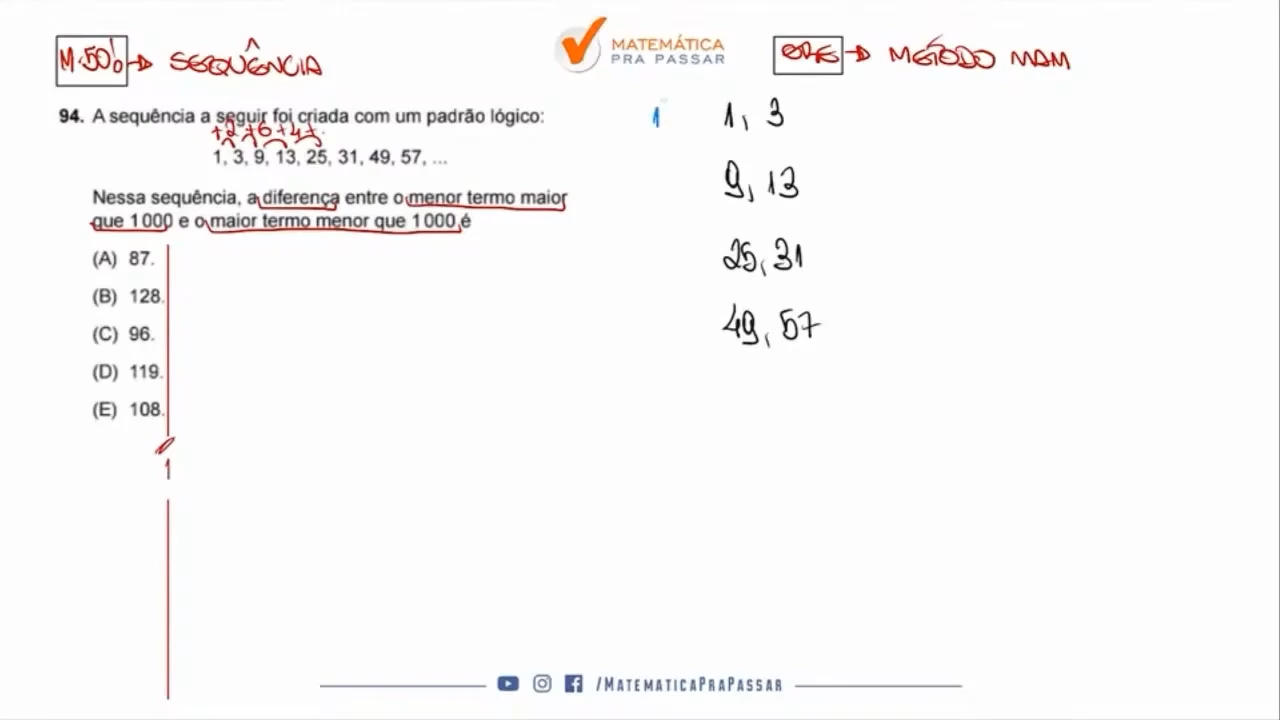 M.50% → SEQUÊNCIA
MATEMÁTICA
PRA PASSAR
→ MÉTODO MPM
94. A sequência a seguir foi criada com um padrão lógico:
+2 +6 +4 +
1, 3, 9, 13, 25, 31, 49, 57, ...
Nessa sequência, a diferença entre o menor termo maior
que 1000 e o maior termo menor que 1000 é
(A) 87.
(B) 128.
(C) 96.
(D) 119.
(E) 108.
1
1, 3
9, 13
25, 31
49, 57
/MATEMATICAPRAPASSAR